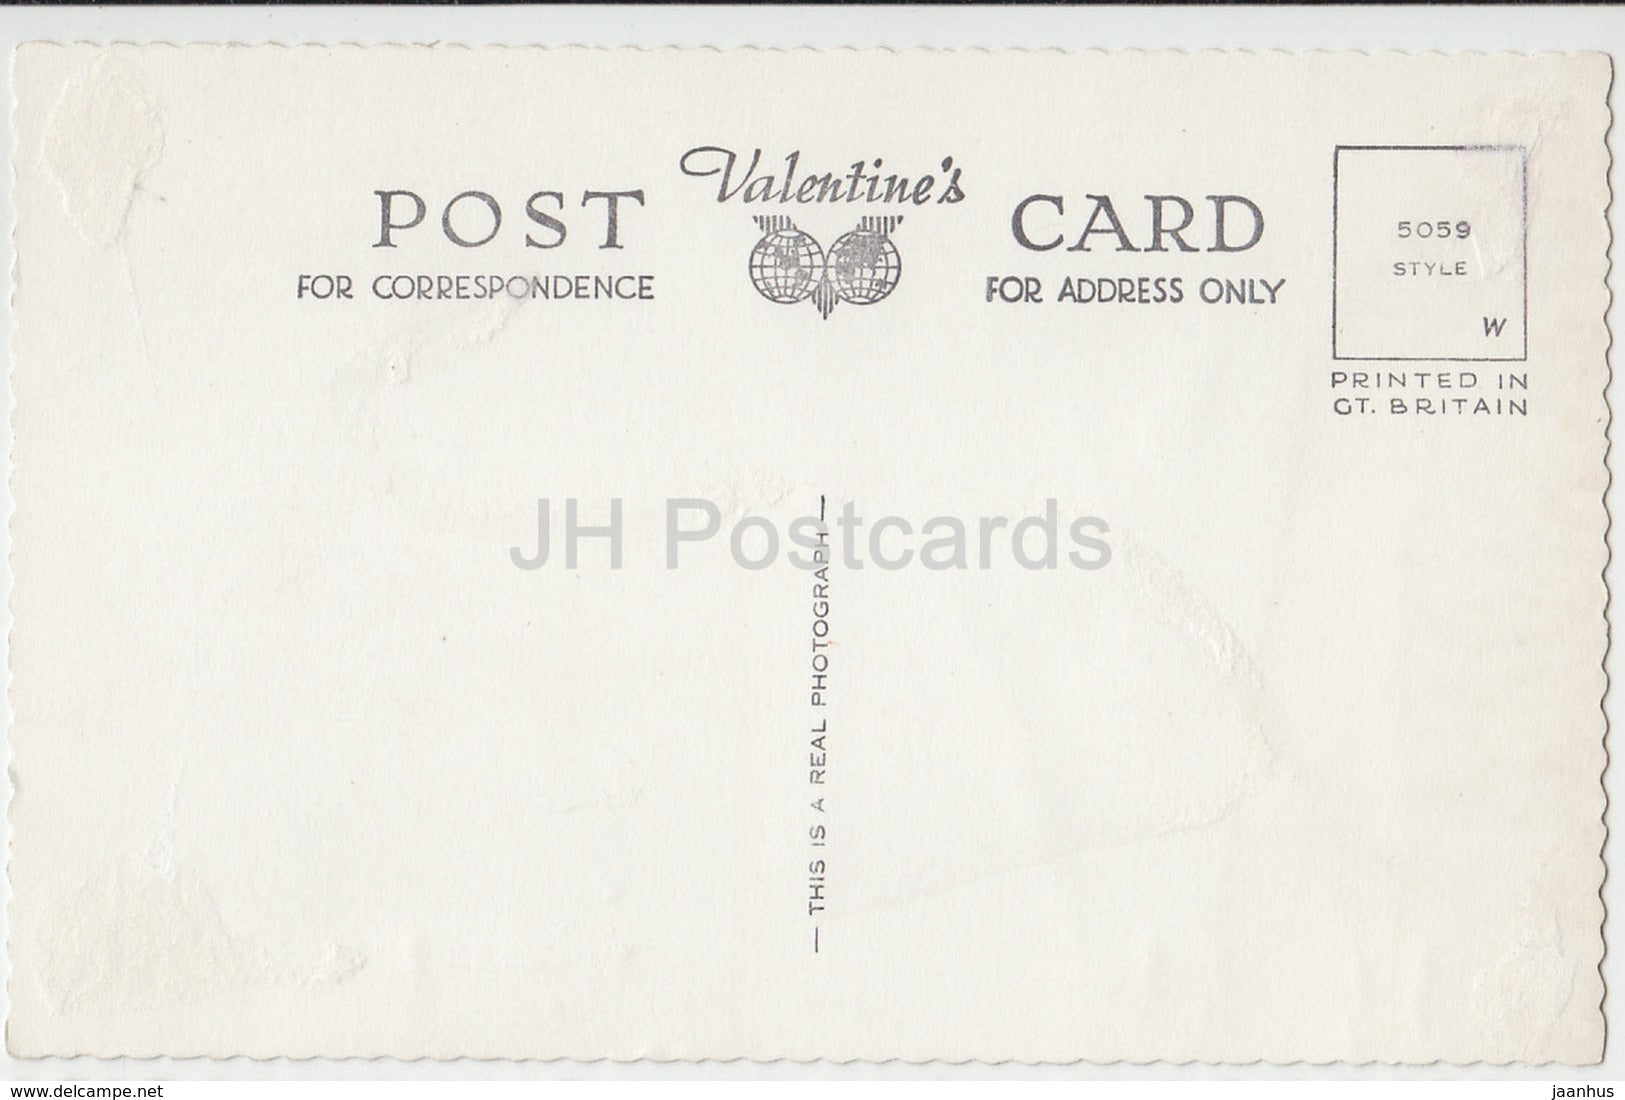 Valentine's
POST CARD
FOR CORRESPONDENCE
FOR ADDRESS ONLY
5059
STYLE
W
PRINTED IN
GT. BRITAIN
JH Postcards
— THIS IS A REAL PHOTOGRAPH —
www.delcampe.net
jaanhus